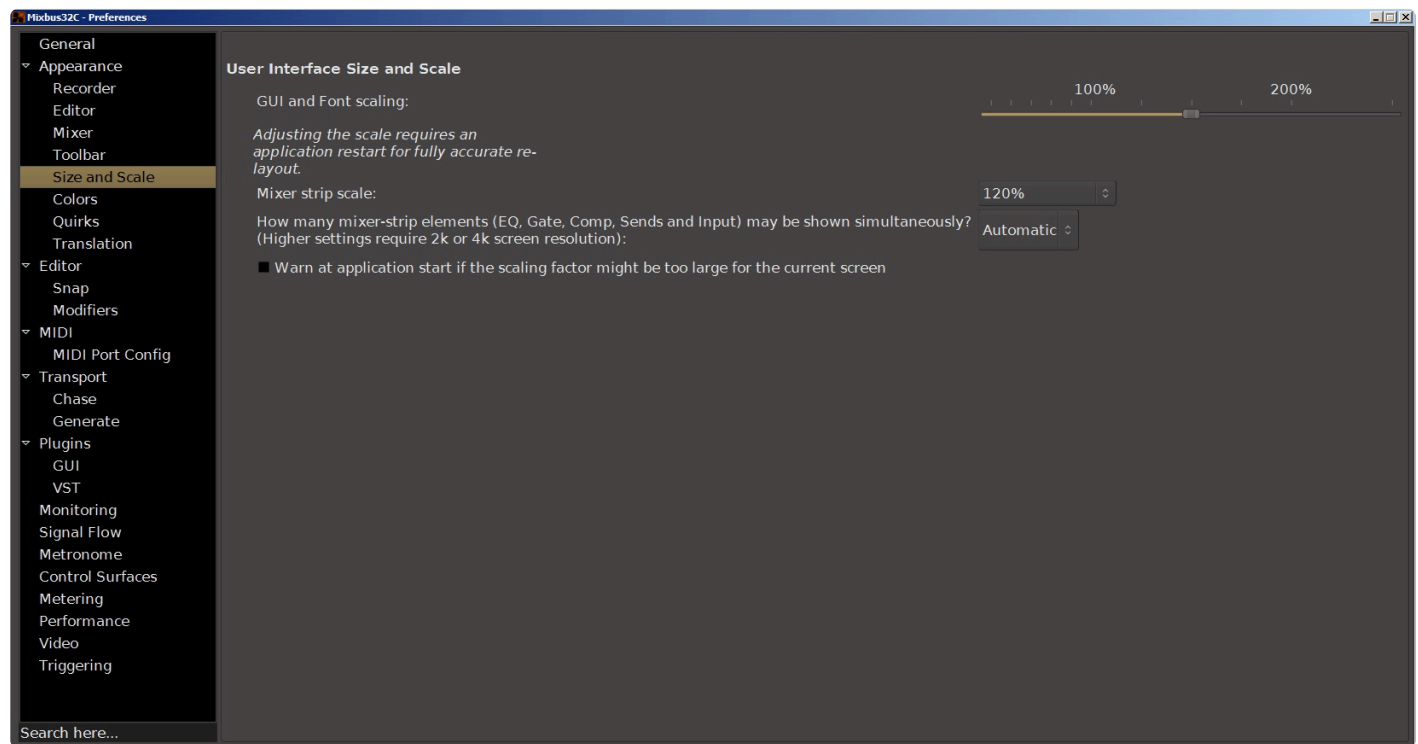 Mixbus32C - Preferences
General
Appearance
Recorder
Editor
Mixer
Toolbar
Size and Scale
Colors
Quirks
Translation
Editor
Snap
Modifiers
MIDI
MIDI Port Config
Transport
Chase
Generate
Plugins
GUI
VST
Monitoring
Signal Flow
Metronome
Control Surfaces
Metering
Performance
Video
Triggering
Search here...
User Interface Size and Scale
100% 200%
GUI and Font scaling:
Adjusting the scale requires an
application restart for fully accurate re-
layout.
Mixer strip scale: 120%
How many mixer-strip elements (EQ, Gate, Comp, Sends and Input) may be shown simultaneously?
(Higher settings require 2k or 4k screen resolution): Automatic
Warn at application start if the scaling factor might be too large for the current screen